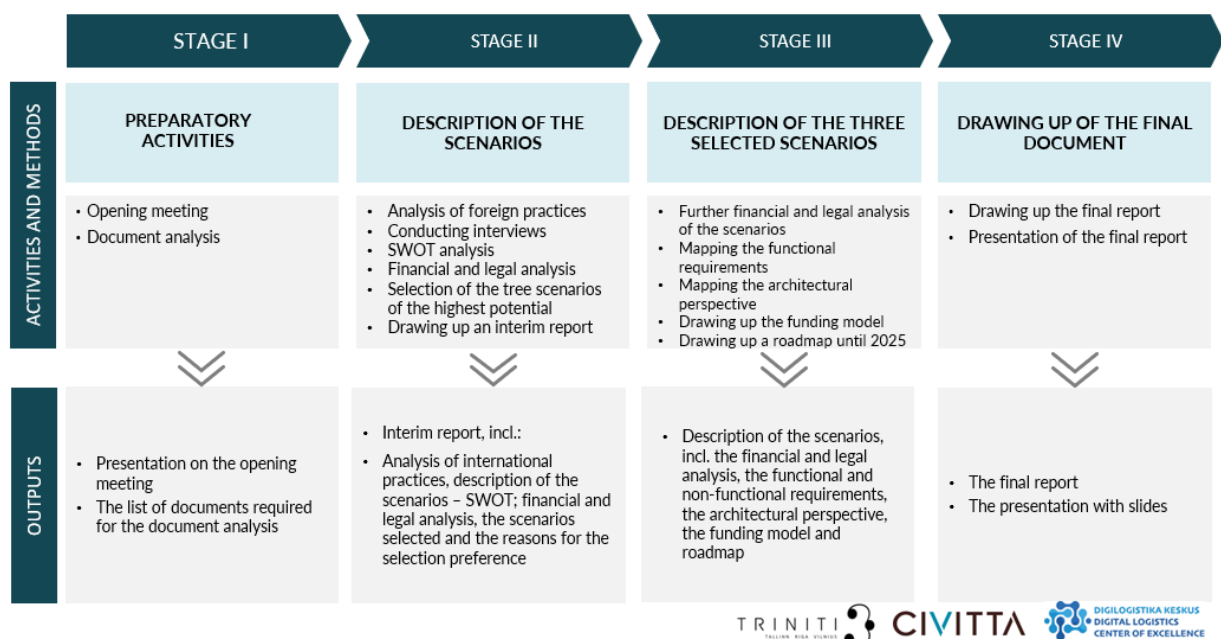 STAGE I
STAGE II
STAGE III
STAGE IV
ACTIVITIES AND METHODS
PREPARATORY
ACTIVITIES
DESCRIPTION OF THE
SCENARIOS
DESCRIPTION OF THE THREE
SELECTED SCENARIOS
DRAWING UP OF THE FINAL
DOCUMENT
• Opening meeting
• Document analysis
• Analysis of foreign practices
• Conducting interviews
• SWOT analysis
• Financial and legal analysis
• Selection of the tree scenarios
of the highest potential
• Drawing up an interim report
• Further financial and legal analysis
of the scenarios
• Mapping the functional
requirements
• Mapping the architectural
perspective
• Drawing up the funding model
• Drawing up a roadmap until 2025
• Drawing up the final report
• Presentation of the final report
OUTPUTS
• Presentation on the opening
meeting
• The list of documents required
for the document analysis
• Interim report, incl.:
• Analysis of international
practices, description of the
scenarios – SWOT; financial and
legal analysis, the scenarios
selected and the reasons for the
selection preference
• Description of the scenarios,
incl. the financial and legal
analysis, the functional and
non-functional requirements,
the architectural perspective,
the funding model and
roadmap
• The final report
• The presentation with slides
TRINITI
TALLINN RIGA VILNIUS
CIVITTA
DIGILOGISTIKA KESKUS
DIGITAL LOGISTICS
CENTER OF EXCELLENCE